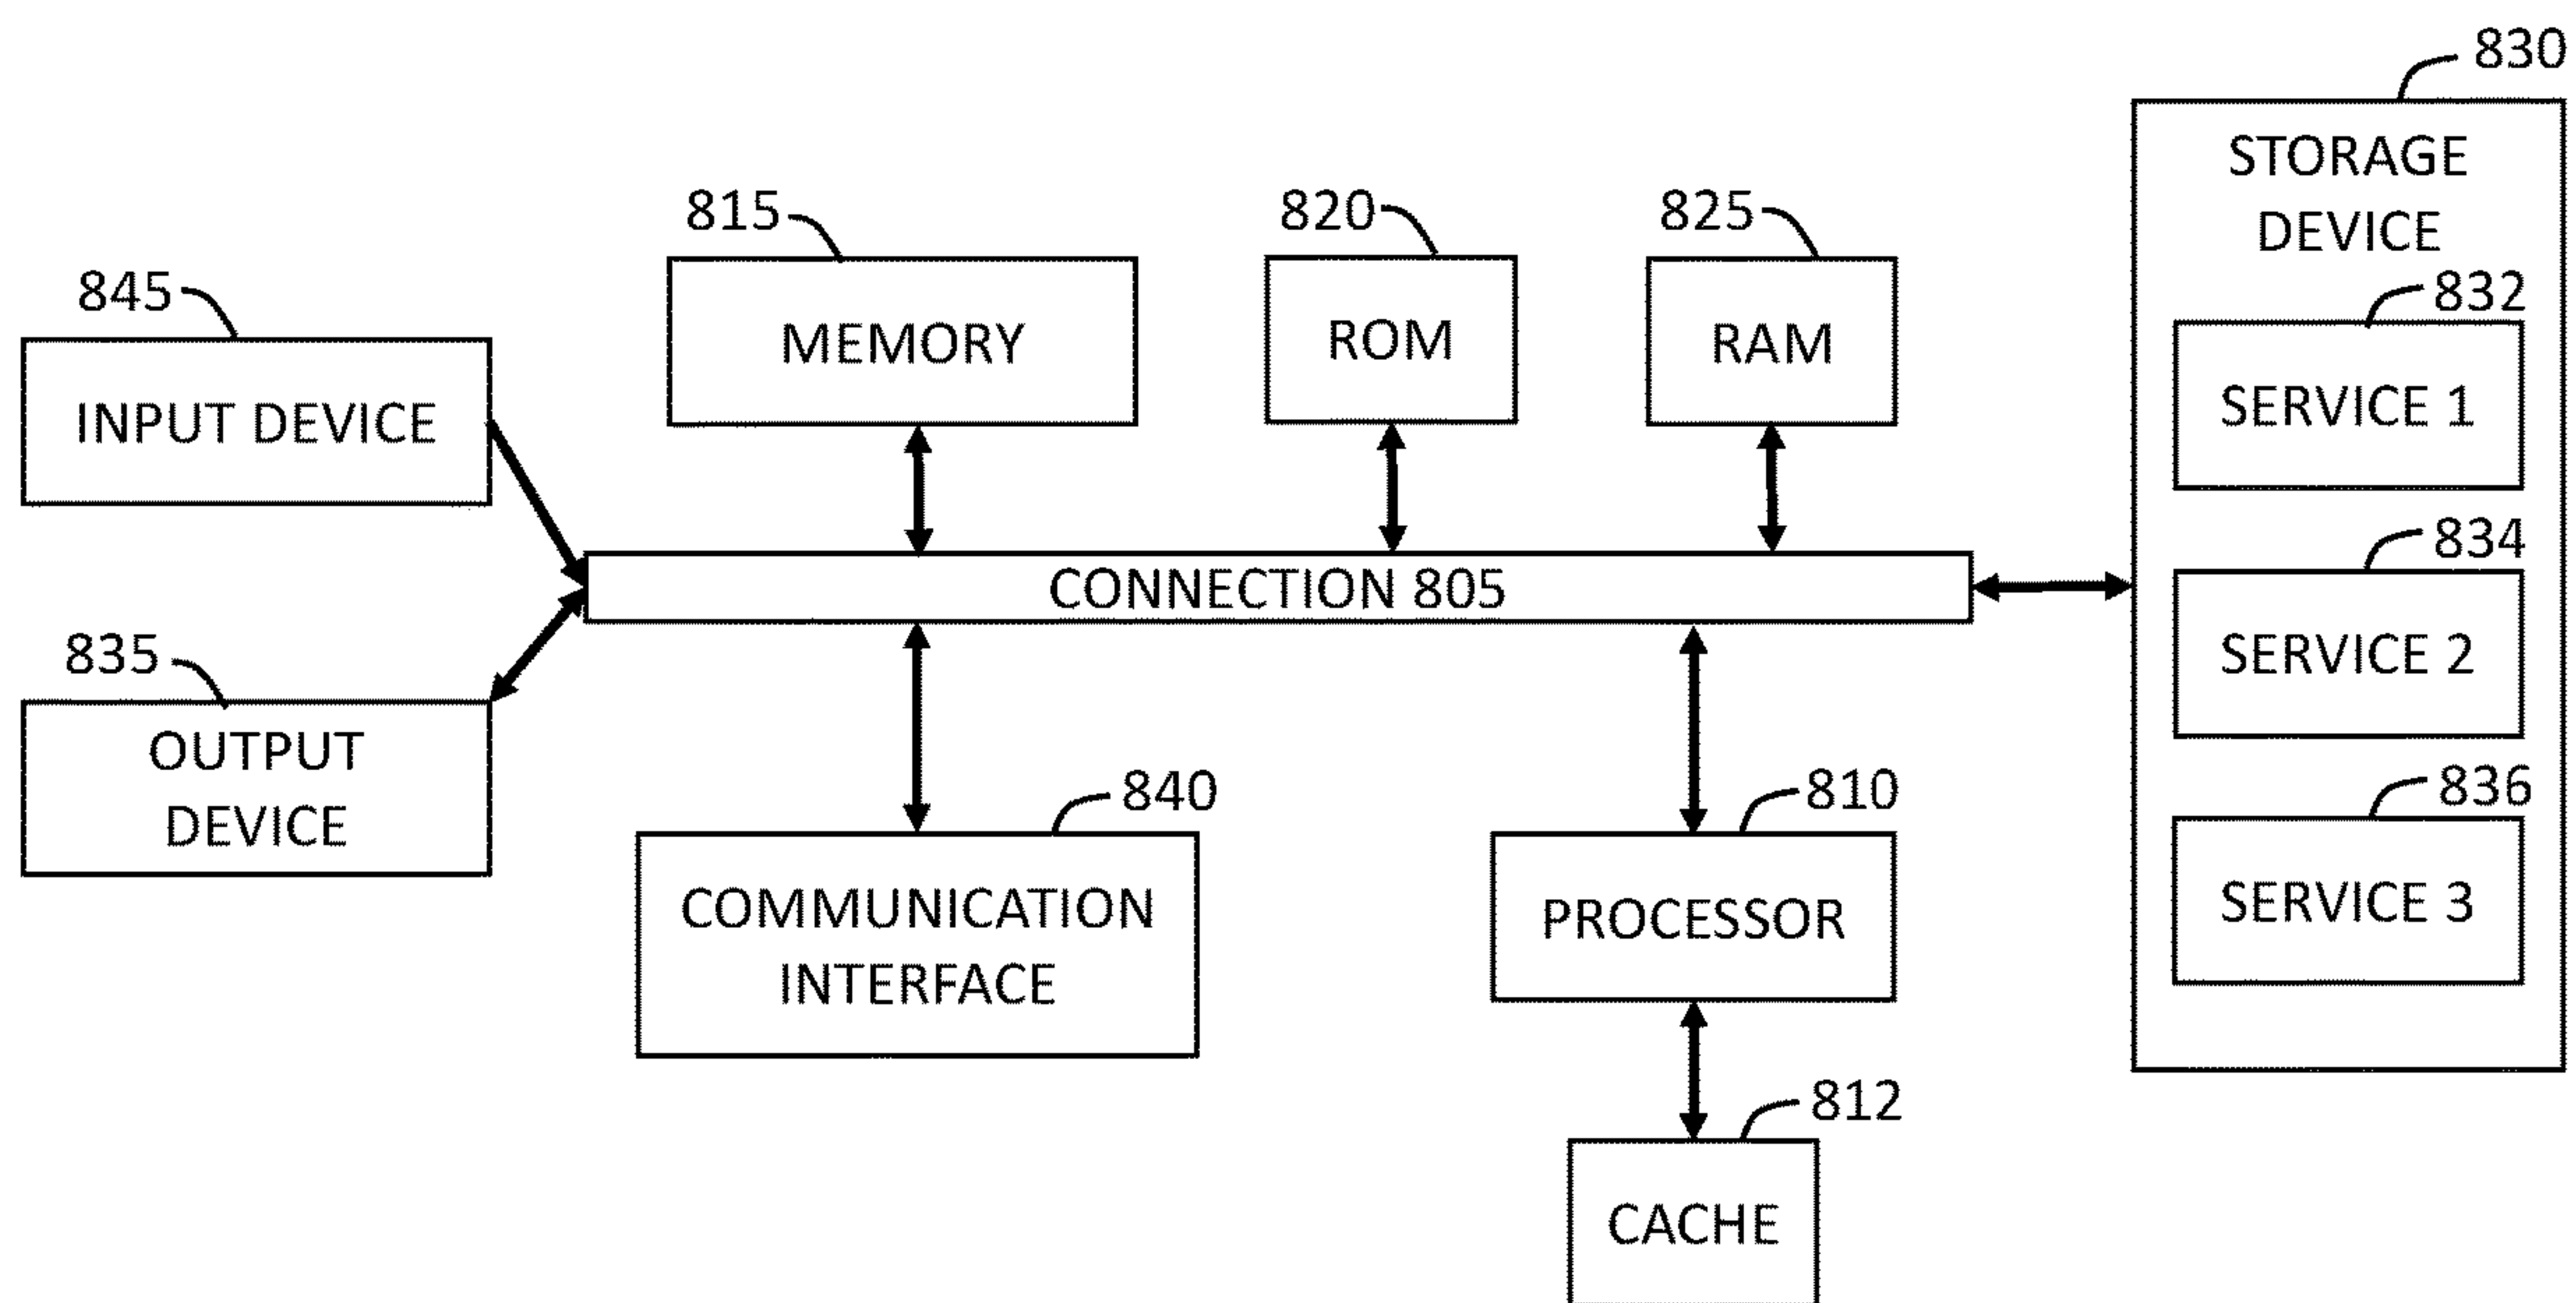 830
STORAGE
DEVICE
815
820
825
845
832
MEMORY
ROM
RAM
INPUT DEVICE
SERVICE 1
834
CONNECTION 805
835
SERVICE 2
OUTPUT
DEVICE
840
810
836
COMMUNICATION
INTERFACE
PROCESSOR
SERVICE 3
812
CACHE